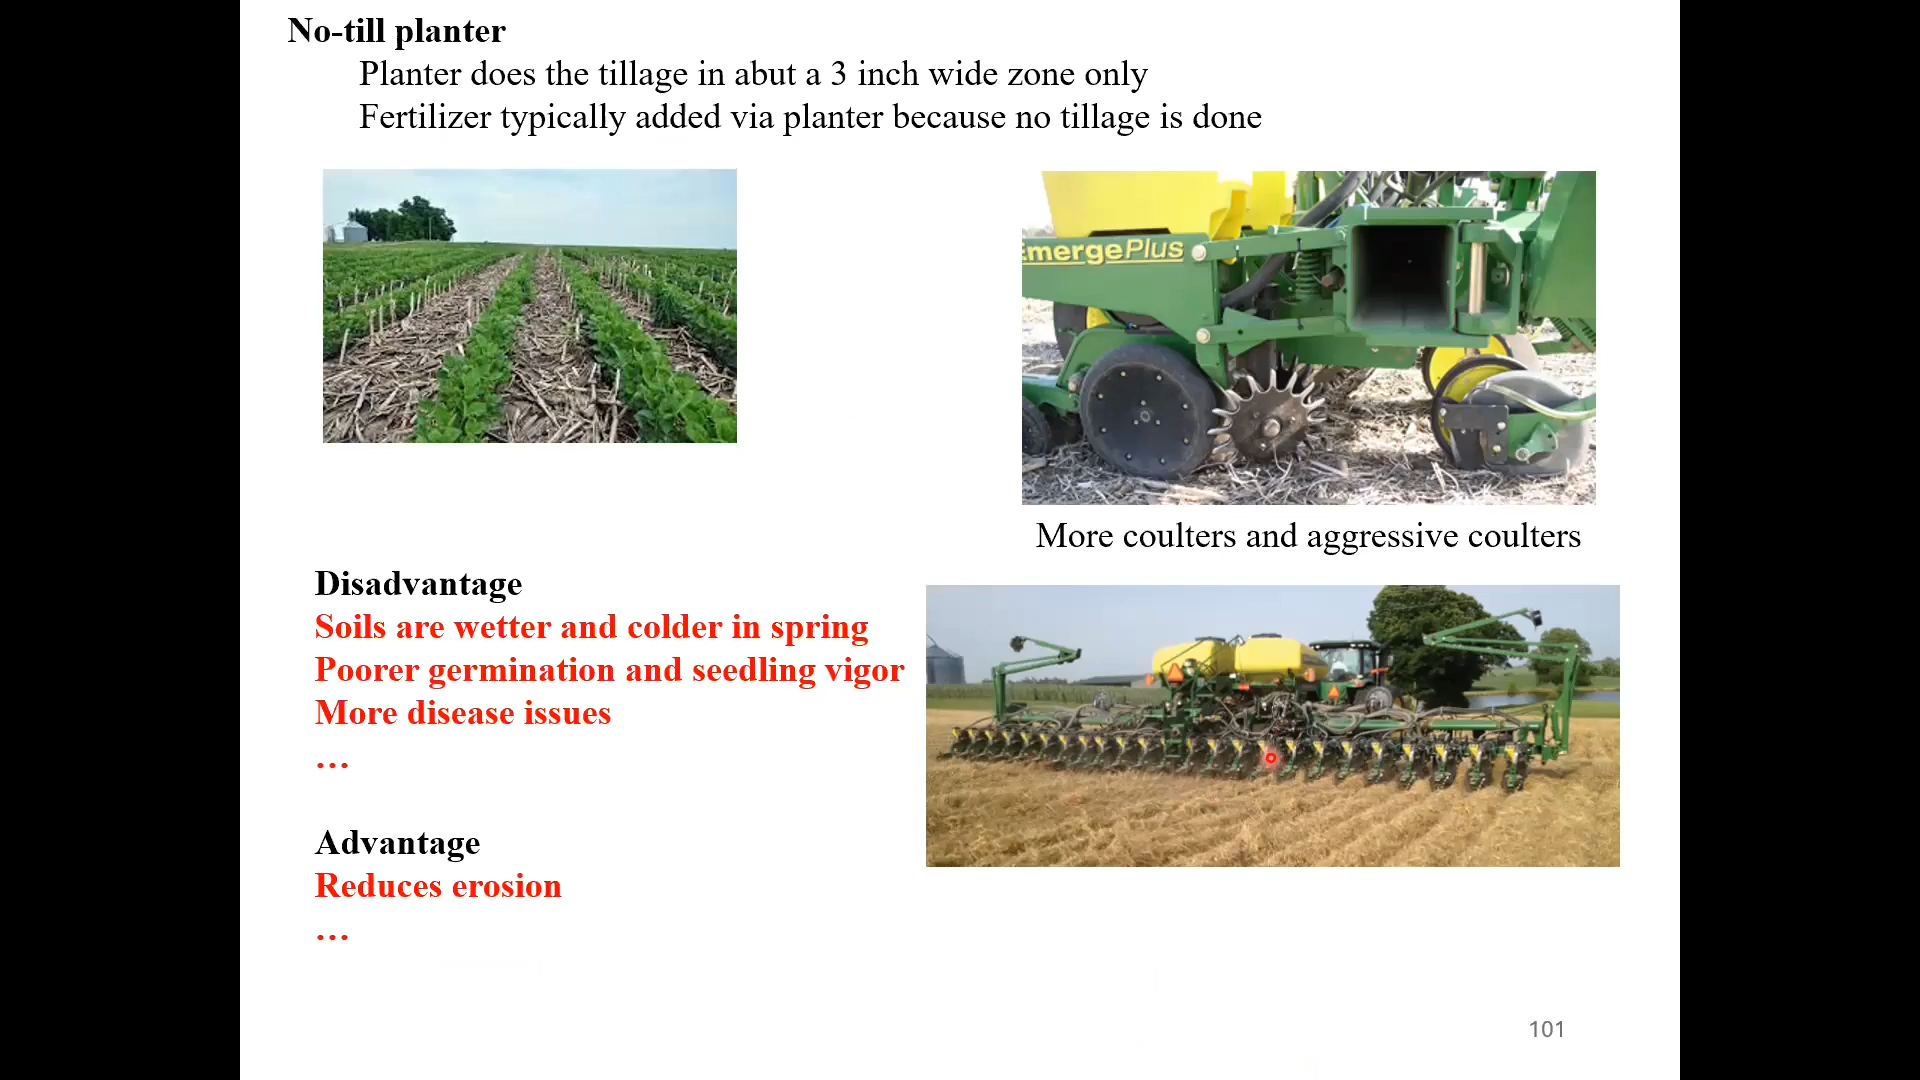 No-till planter
Planter does the tillage in abut a 3 inch wide zone only
Fertilizer typically added via planter because no tillage is done
EmergePlus
More coulters and aggressive coulters
Disadvantage
Soils are wetter and colder in spring
Poorer germination and seedling vigor
More disease issues
…
Advantage
Reduces erosion
…
101